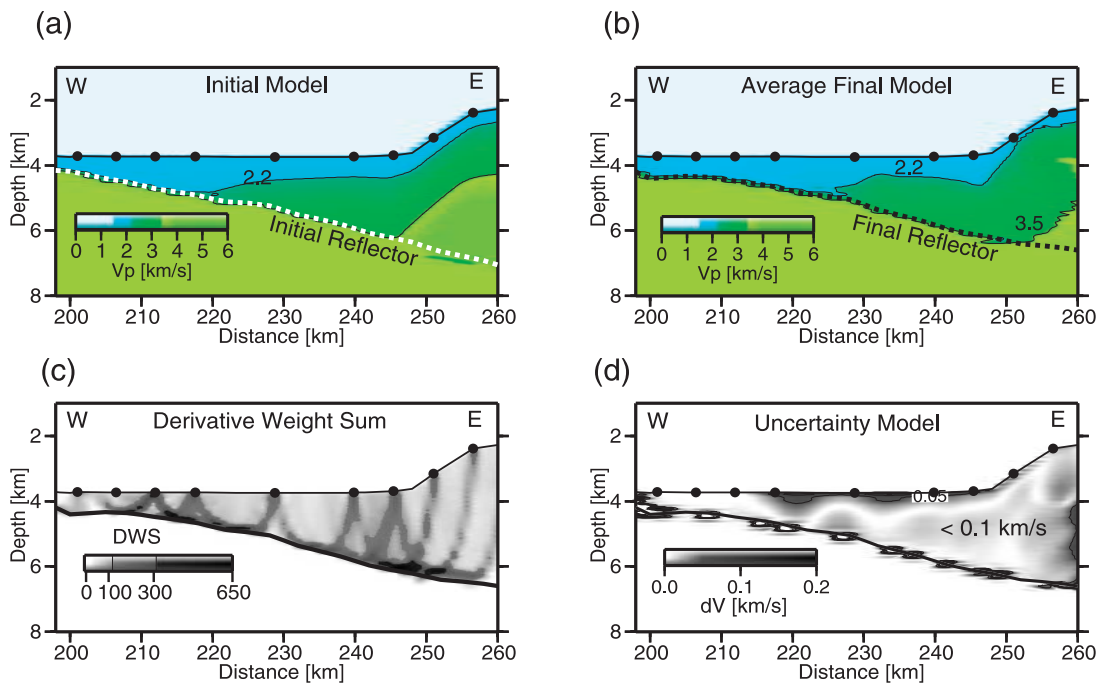 (a)
W
Initial Model
E
2
4
6
8
Depth [km]
2.2
Initial Reflector
0 1 2 3 4 5 6
Vp [km/s]
200 210 220 230 240 250 260
Distance [km]
(b)
W
Average Final Model
E
2
4
6
8
Depth [km]
2.2
3.5
Final Reflector
0 1 2 3 4 5 6
Vp [km/s]
200 210 220 230 240 250 260
Distance [km]
(c)
W
Derivative Weight Sum
E
2
4
6
8
Depth [km]
DWS
0 100 300 650
200 210 220 230 240 250 260
Distance [km]
(d)
W
Uncertainty Model
E
2
4
6
8
Depth [km]
0.05
< 0.1 km/s
0.0 0.1 0.2
dV [km/s]
200 210 220 230 240 250 260
Distance [km]